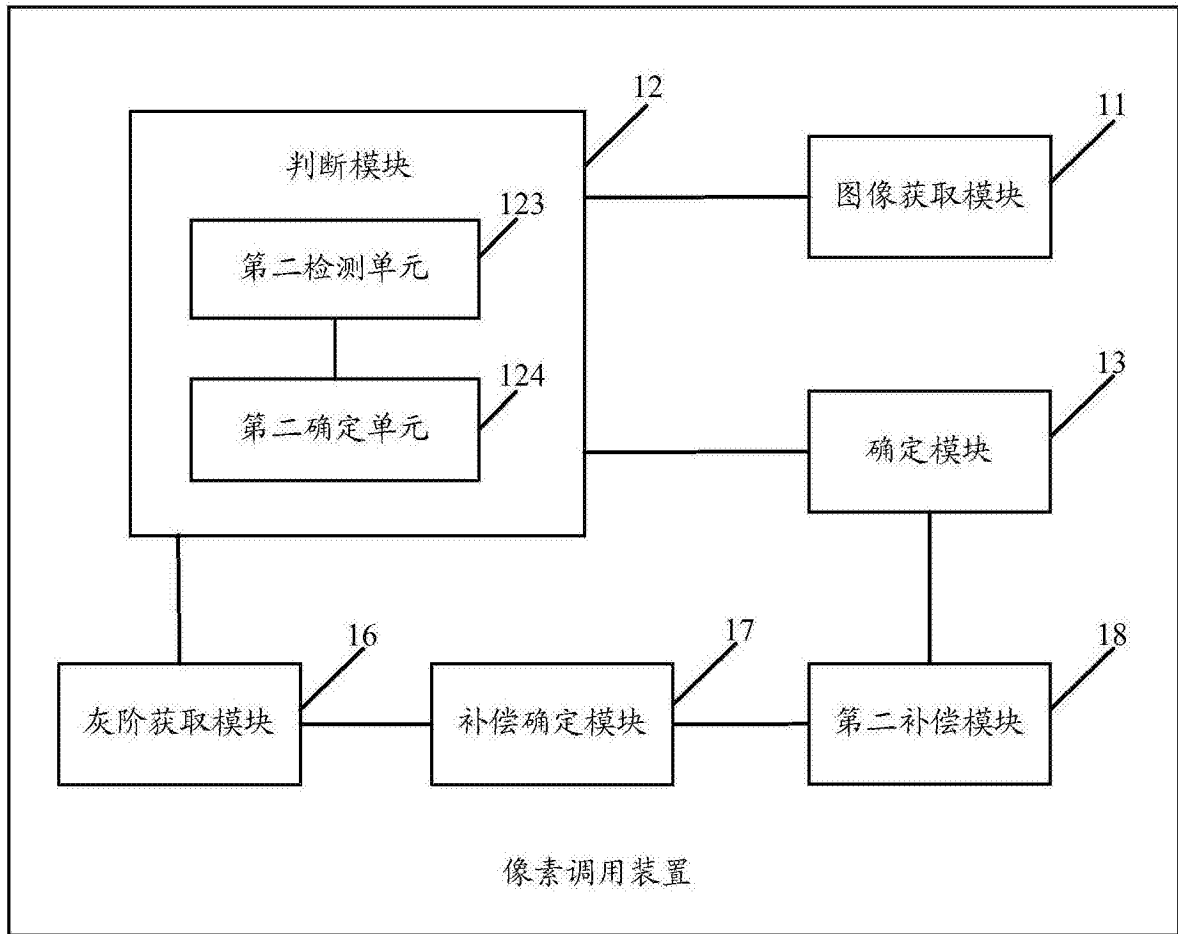 12
11
判断模块
图像获取模块
123
第二检测单元
124
第二确定单元
13
确定模块
16
17
18
灰阶获取模块
补偿确定模块
第二补偿模块
像素调用装置